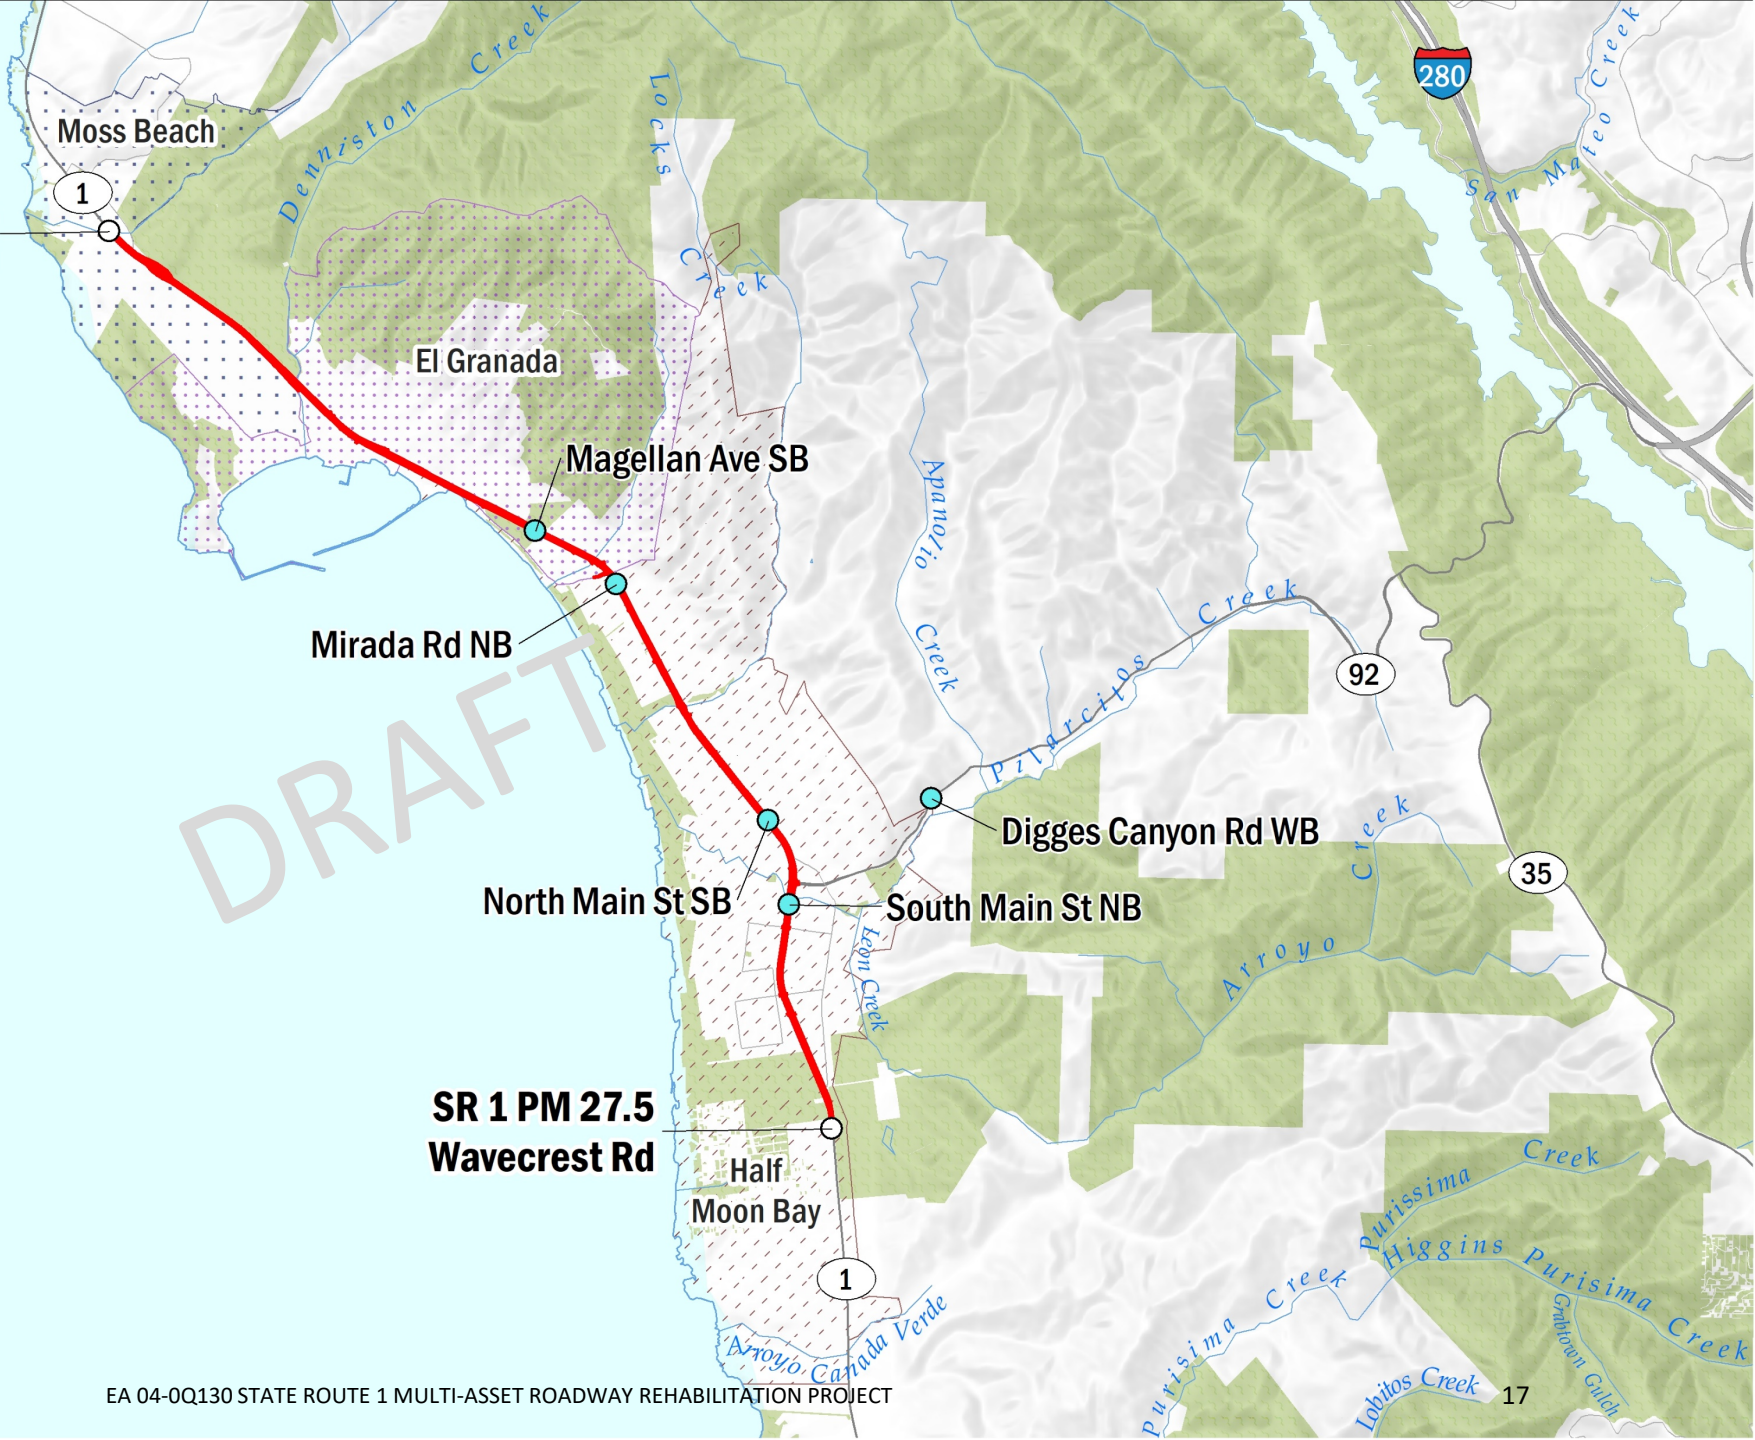 Denniston Creek
Locks Creek
280
San Mateo Creek
Moss Beach
1
El Granada
Magellan Ave SB
Apanolio Creek
Mirada Rd NB
Pilarcitos Creek
92
DRAFT
Digges Canyon Rd WB
Creek
35
North Main St SB
South Main St NB
Leon Creek
Arroyo
SR 1 PM 27.5
Wavecrest Rd
Half
Moon Bay
Purissima Creek
Higgins Purisima Creek
1
Purisima Creek
Grabtown Gulch
Arroyo Canada Verde
Lobitos Creek
EA 04-0Q130 STATE ROUTE 1 MULTI-ASSET ROADWAY REHABILITATION PROJECT
17